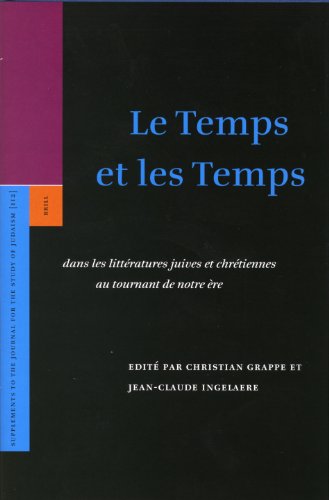 Le Temps
et les Temps
dans les littératures juives et chrétiennes
au tournant de notre ère
EDITÉ PAR CHRISTIAN GRAPPE ET
JEAN-CLAUDE INGELAERE
BRILL
SUPPLEMENTS TO THE JOURNAL FOR THE STUDY OF JUDAISM [112]